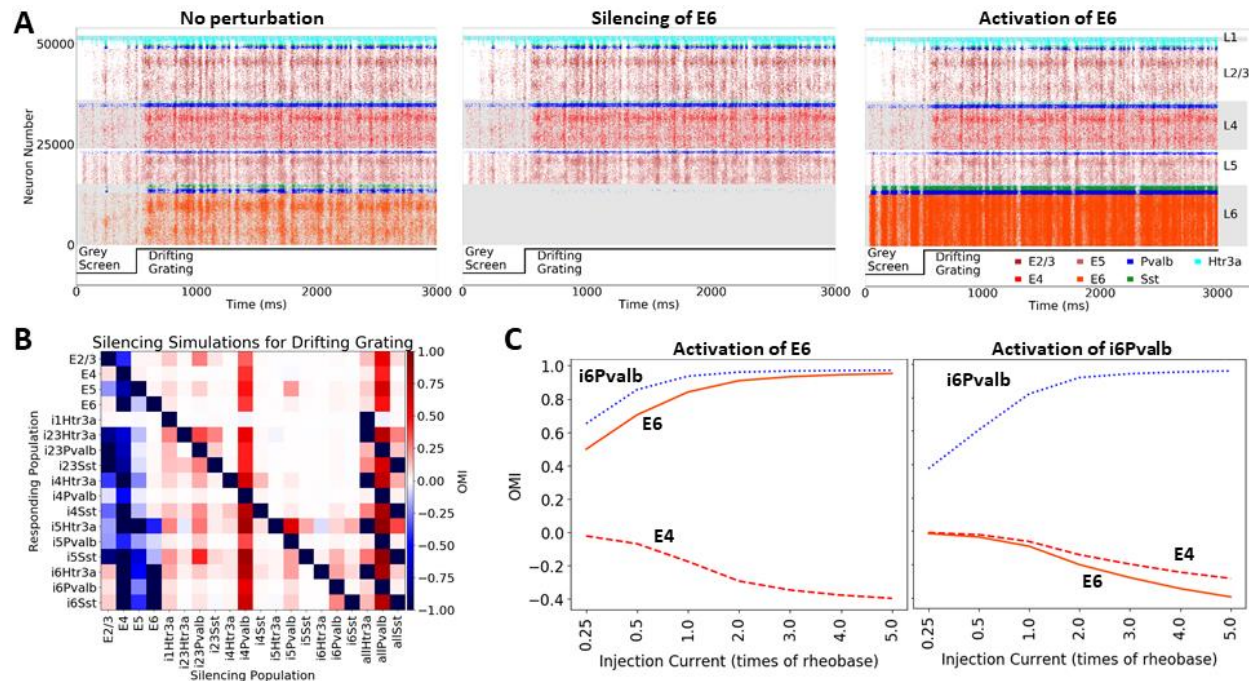 A
No perturbation
Silencing of E6
Activation of E6
50000
25000
0
Neuron Number
L1
L2/3
L4
L5
L6
Grey Screen
Drifting Grating
Grey Screen
Drifting Grating
Grey Screen
Drifting Grating
E2/3
E5
Pvalb
Htr3a
E4
E6
Sst
0
1000
2000
3000
0
1000
2000
3000
0
1000
2000
3000
Time (ms)
Time (ms)
Time (ms)
B
Silencing Simulations for Drifting Grating
Responding Population
E2/3
E4
E5
E6
i1Htr3a
i23Htr3a
i23Pvalb
i23Sst
i4Htr3a
i4Pvalb
i4Sst
i5Htr3a
i5Pvalb
i5Sst
i6Htr3a
i6Pvalb
i6Sst
E2/3
E4
E5
E6
i1Htr3a
i23Htr3a
i23Pvalb
i23Sst
i4Htr3a
i4Pvalb
i4Sst
i5Htr3a
i5Pvalb
i5Sst
i6Htr3a
i6Pvalb
i6Sst
allHtr3a
allPvalb
allSst
Silencing Population
1.00
0.75
0.50
0.25
0.00
−0.25
−0.50
−0.75
−1.00
OMI
C
Activation of E6
Activation of i6Pvalb
OMI
1.0
0.8
0.6
0.4
0.2
0.0
−0.2
−0.4
i6Pvalb
E6
E4
i6Pvalb
E4
E6
0.25
0.5
1.0
2.0
3.0
4.0
5.0
0.25
0.5
1.0
2.0
3.0
4.0
5.0
Injection Current (times of rheobase)
Injection Current (times of rheobase)